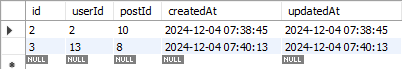 id userId postId createdAt updatedAt
2 2 10 2024-12-04 07:38:45 2024-12-04 07:38:45
3 13 8 2024-12-04 07:40:13 2024-12-04 07:40:13
NULL NULL NULL NULL NULL